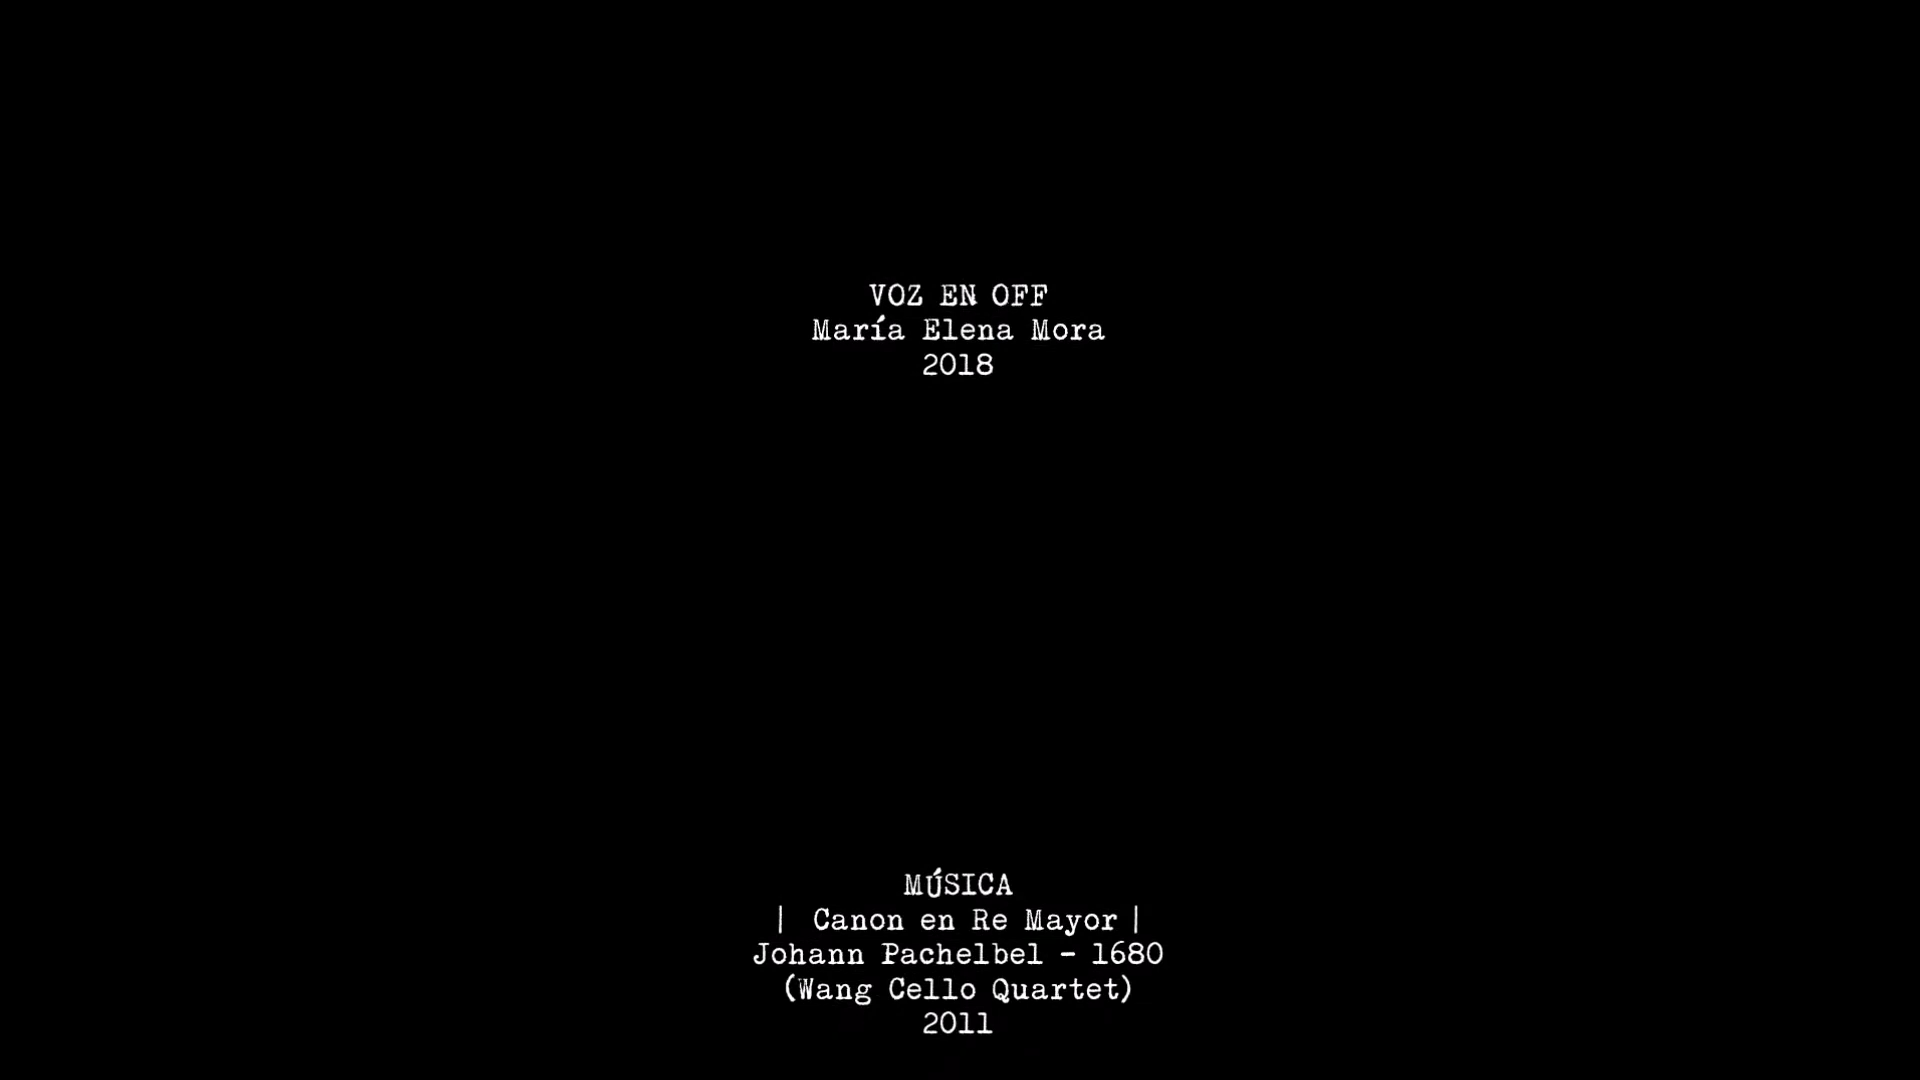 VOZ EN OFF
María Elena Mora
2018
MÚSICA
| Canon en Re Mayor |
Johann Pachelbel - 1680
(Wang Cello Quartet)
2011